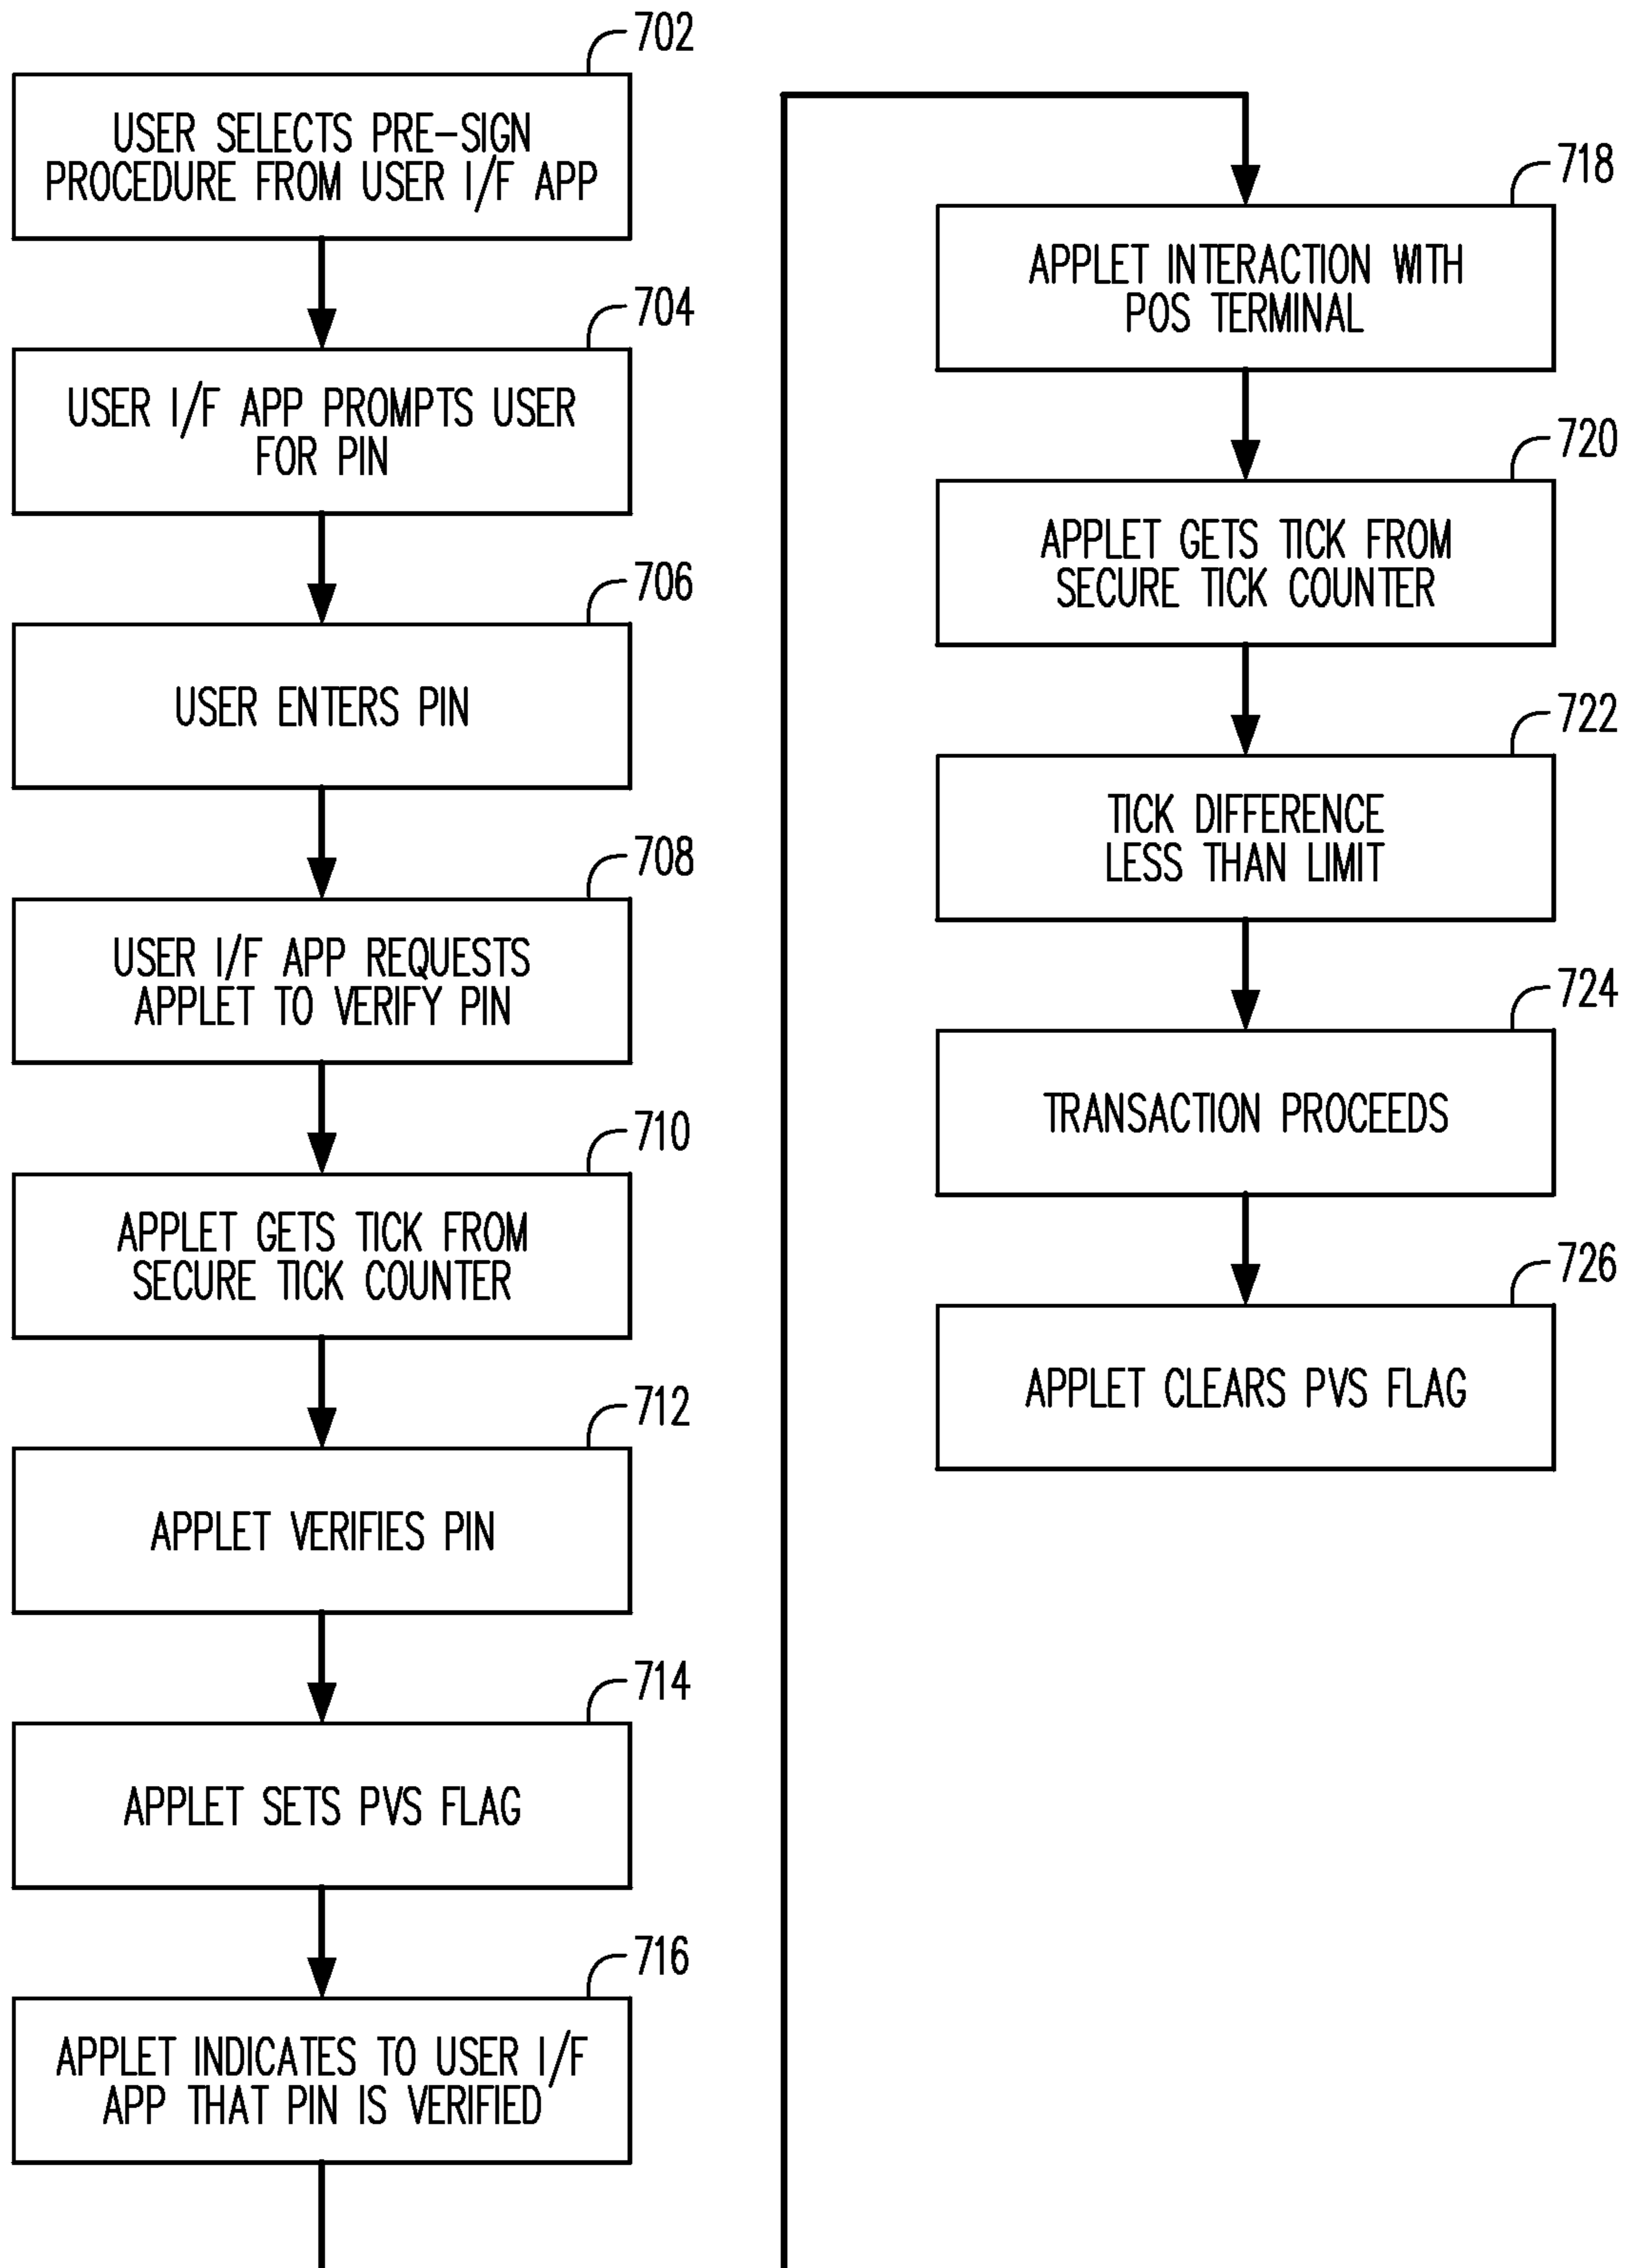 702
USER SELECTS PRE-SIGN
PROCEDURE FROM USER I/F APP
704
USER I/F APP PROMPTS USER
FOR PIN
706
USER ENTERS PIN
708
USER I/F APP REQUESTS
APPLET TO VERIFY PIN
710
APPLET GETS TICK FROM
SECURE TICK COUNTER
712
APPLET VERIFIES PIN
714
APPLET SETS PVS FLAG
716
APPLET INDICATES TO USER I/F
APP THAT PIN IS VERIFIED
718
APPLET INTERACTION WITH
POS TERMINAL
720
APPLET GETS TICK FROM
SECURE TICK COUNTER
722
TICK DIFFERENCE
LESS THAN LIMIT
724
TRANSACTION PROCEEDS
726
APPLET CLEARS PVS FLAG